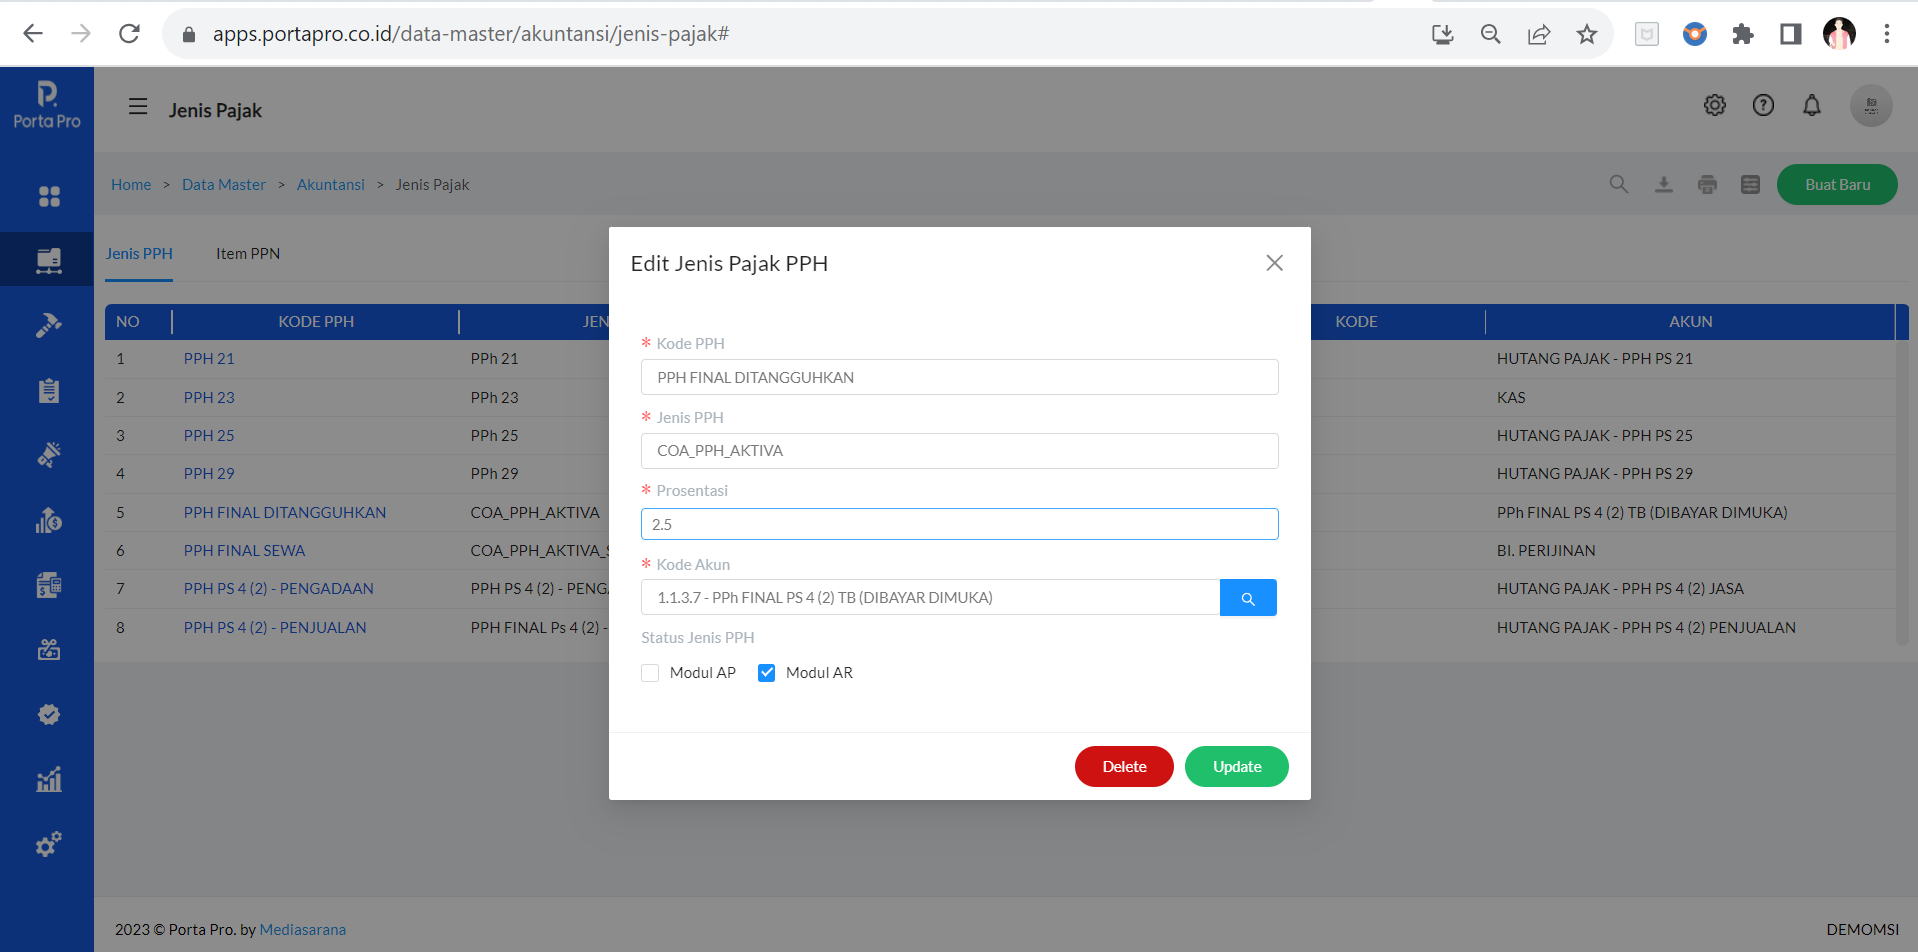 apps.portapro.co.id/data-master/akuntansi/jenis-pajak#
Porta Pro
Jenis Pajak
Home > Data Master > Akuntansi > Jenis Pajak
Buat Baru
Jenis PPH
Item PPN
NO KODE PPH JEN KODE AKUN
1 PPH 21 PPh 21 HUTANG PAJAK - PPH PS 21
2 PPH 23 PPh 23 KAS
3 PPH 25 PPh 25 HUTANG PAJAK - PPH PS 25
4 PPH 29 PPh 29 HUTANG PAJAK - PPH PS 29
5 PPH FINAL DITANGGUHKAN COA_PPH_AKTIVA PPh FINAL PS 4 (2) TB (DIBAYAR DIMUKA)
6 PPH FINAL SEWA COA_PPH_AKTIVA_S BI. PERIJINAN
7 PPH PS 4 (2) - PENGADAAN PPH PS 4 (2) - PENG HUTANG PAJAK - PPH PS 4 (2) JASA
8 PPH PS 4 (2) - PENJUALAN PPH FINAL Ps 4 (2) - HUTANG PAJAK - PPH PS 4 (2) PENJUALAN
Edit Jenis Pajak PPH
* Kode PPH
PPH FINAL DITANGGUHKAN
* Jenis PPH
COA_PPH_AKTIVA
* Prosentasi
2.5
* Kode Akun
1.1.3.7 - PPh FINAL PS 4 (2) TB (DIBAYAR DIMUKA)
Status Jenis PPH
Modul AP
Modul AR
Delete
Update
2023 © Porta Pro. by Mediasarana
DEMOMSI